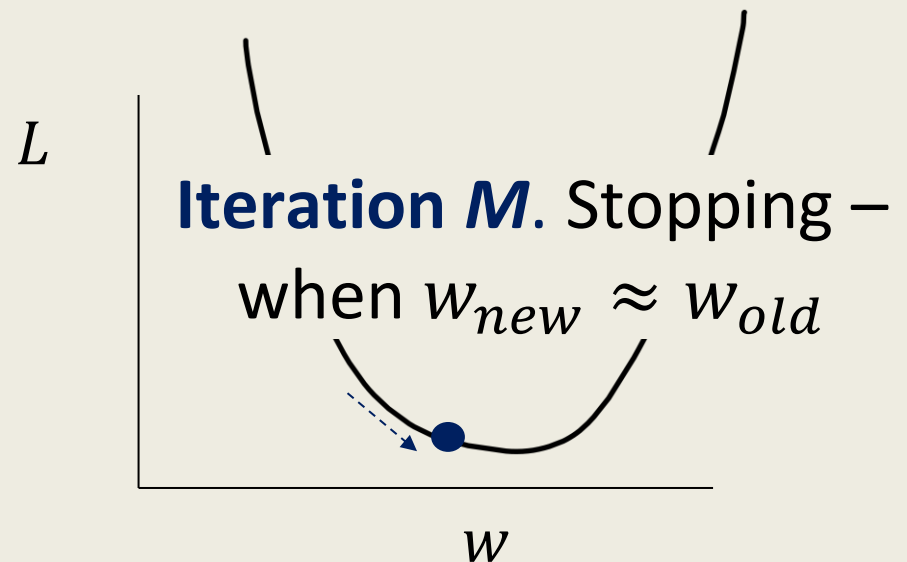 L
Iteration M. Stopping –
when w_new ≈ w_old
w